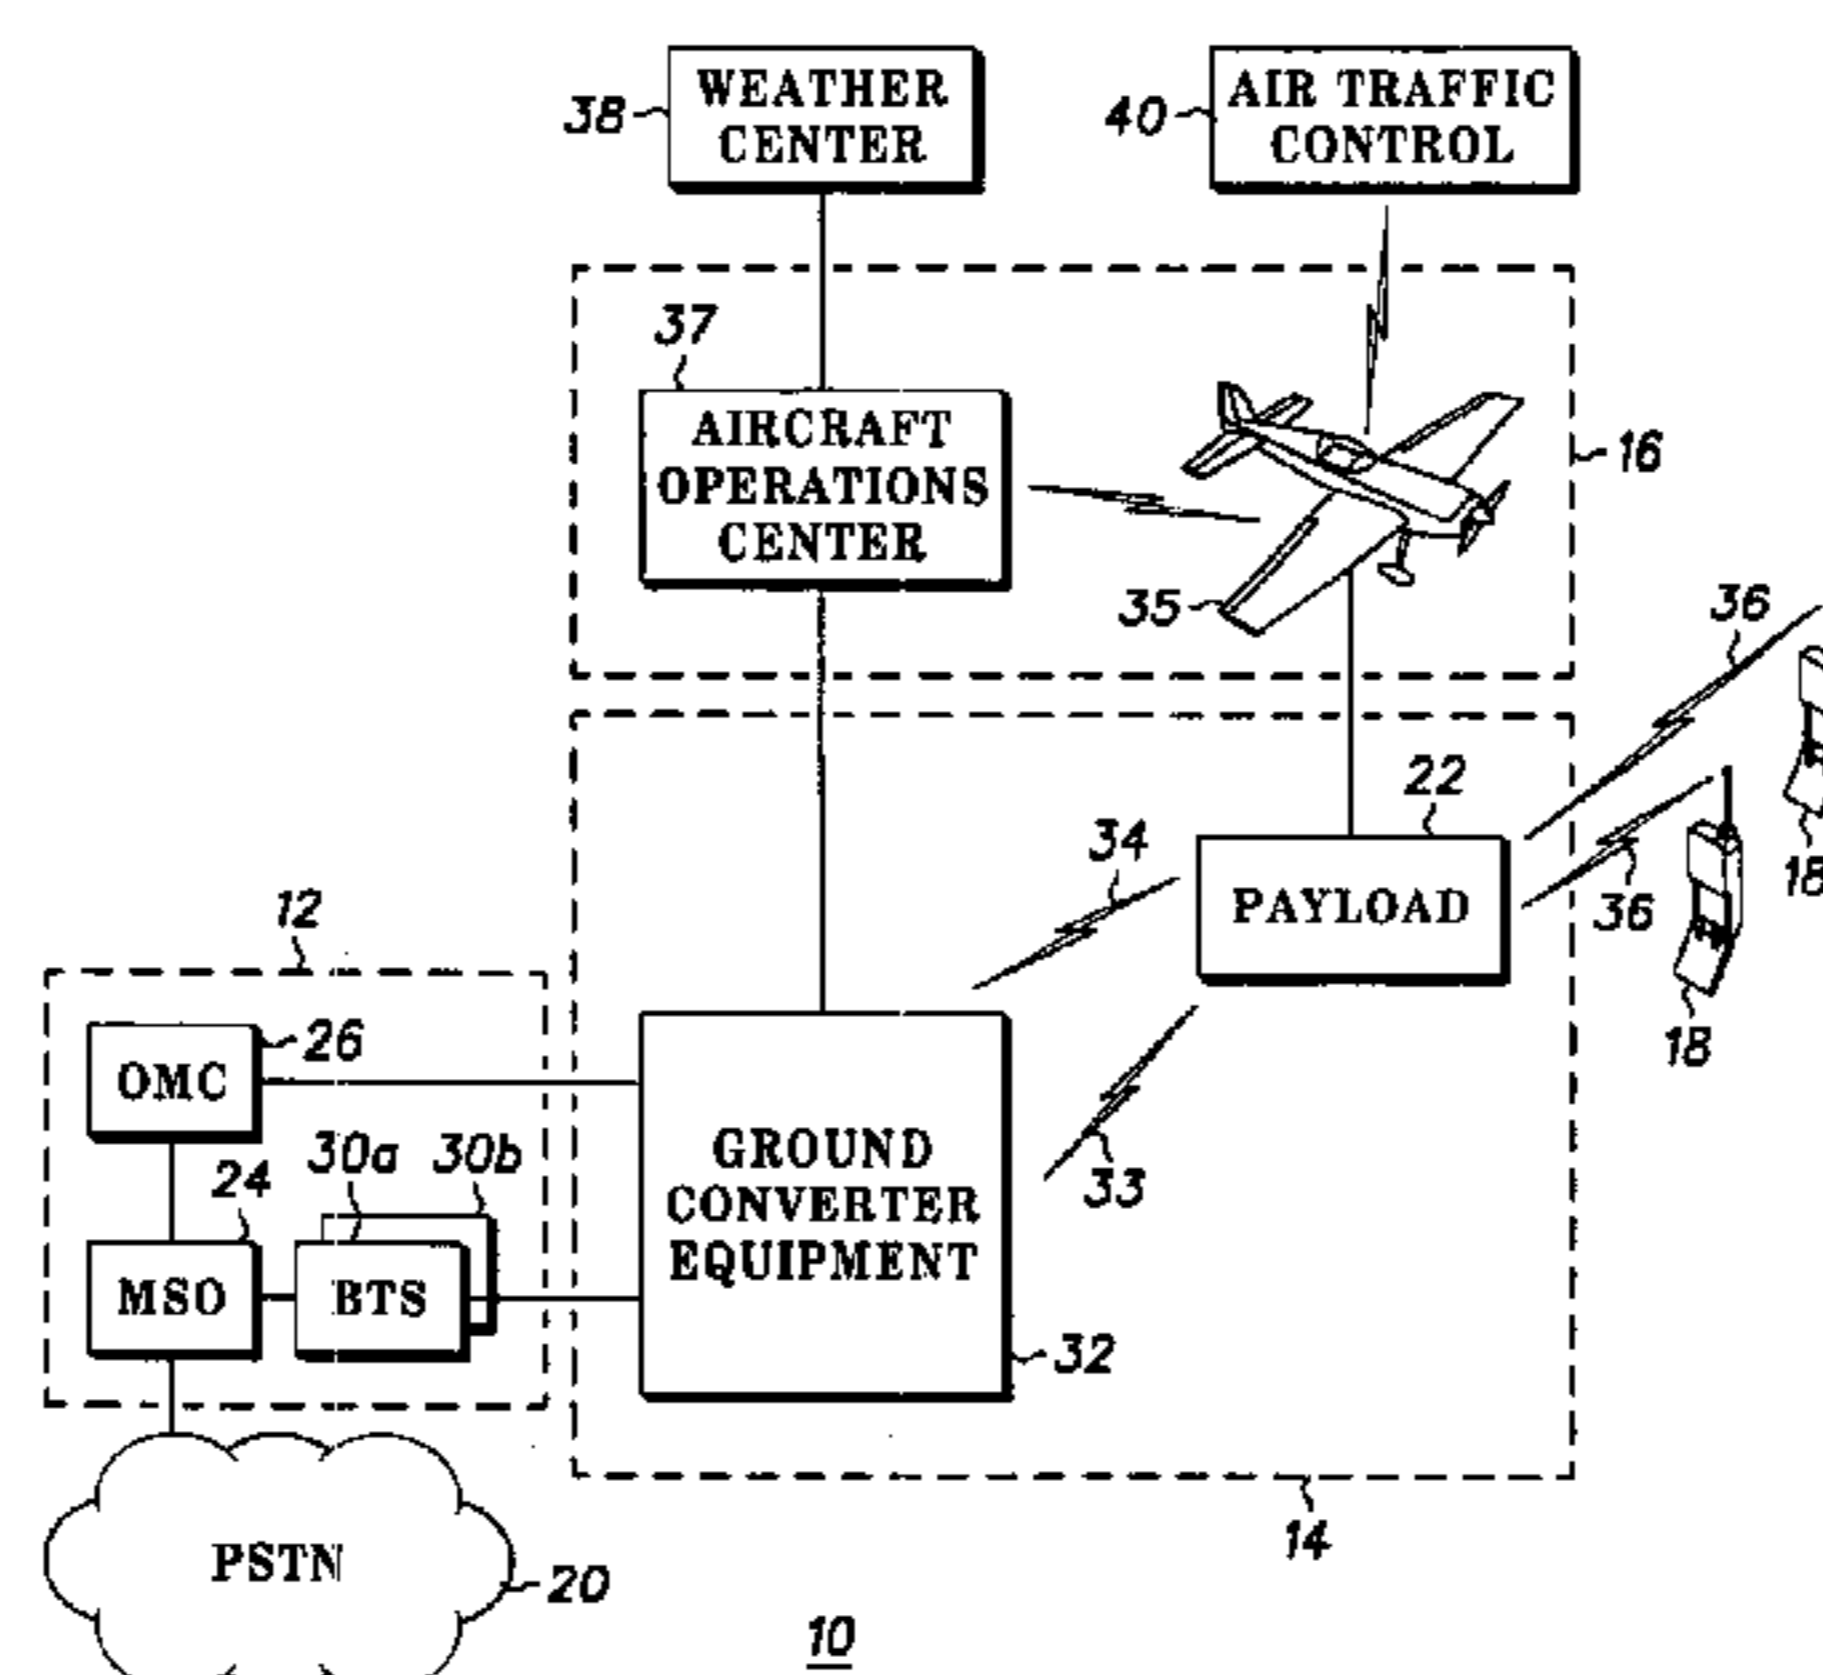 WEATHER
CENTER
38
AIR TRAFFIC
CONTROL
40
37
AIRCRAFT
OPERATIONS
CENTER
16
35
36
22
34
PAYLOAD
36
18
18
12
OMC
26
30a
30b
24
MSO
BTS
GROUND
CONVERTER
EQUIPMENT
33
32
14
PSTN
20
10